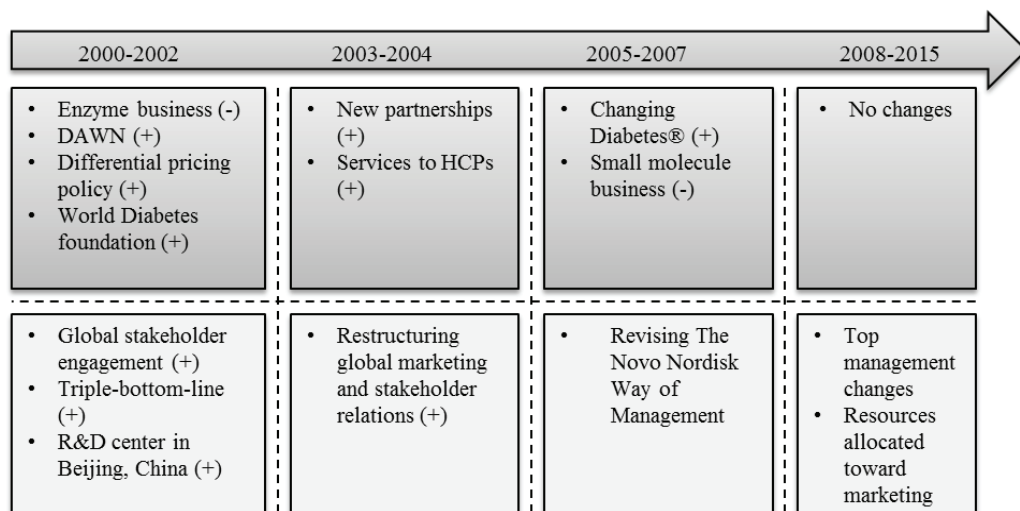 2000-2002
2003-2004
2005-2007
2008-2015
• Enzyme business (-)
• DAWN (+)
• Differential pricing
policy (+)
• World Diabetes
foundation (+)
• New partnerships
(+)
• Services to HCPs
(+)
• Changing
Diabetes® (+)
• Small molecule
business (-)
• No changes
• Global stakeholder
engagement (+)
• Triple-bottom-line
(+)
• R&D center in
Beijing, China (+)
• Restructuring
global marketing
and stakeholder
relations (+)
• Revising The
Novo Nordisk
Way of
Management
• Top
management
changes
• Resources
allocated
toward
marketing